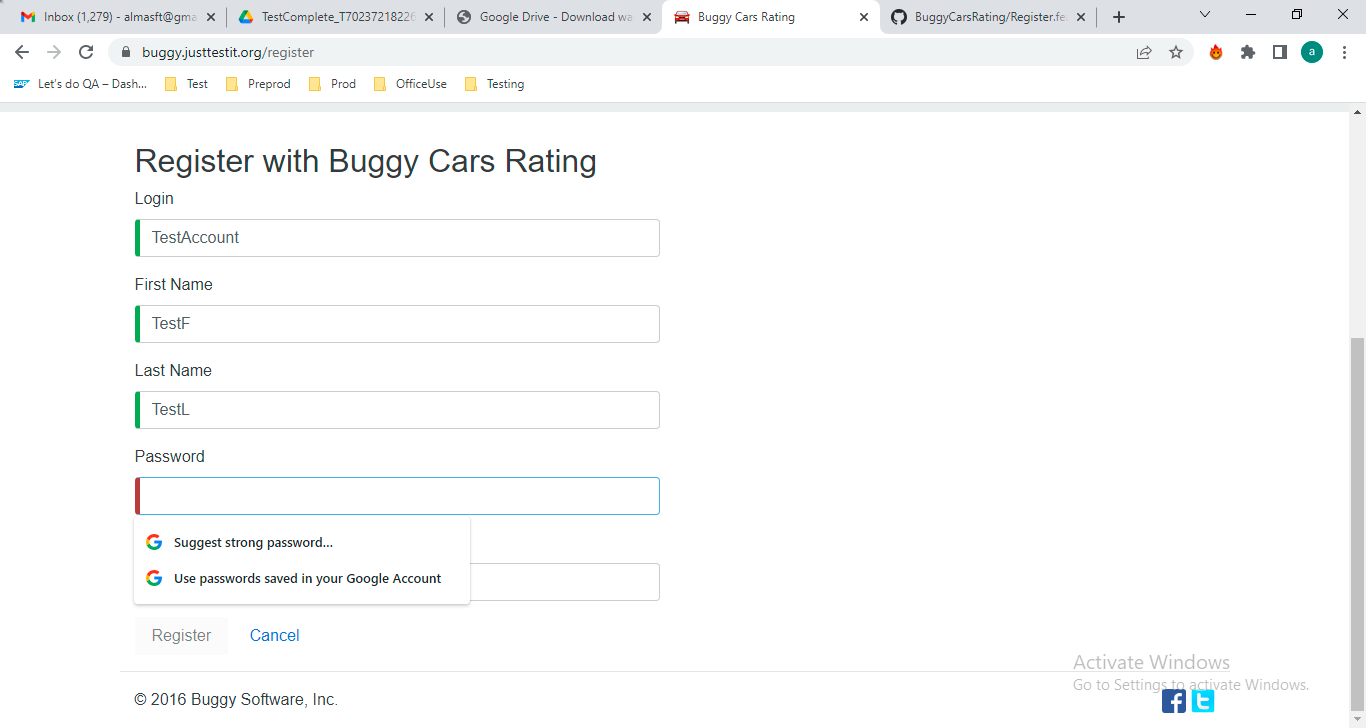 Inbox (1,279) - almasft@gma
TestComplete_T70237218226
Google Drive - Download wa
Buggy Cars Rating
BuggyCarsRating/Register.fe
buggy.justtestit.org/register
a
Let's do QA – Dash...
Test
Preprod
Prod
OfficeUse
Testing
Register with Buggy Cars Rating
Login
TestAccount
First Name
TestF
Last Name
TestL
Password
Suggest strong password...
Use passwords saved in your Google Account
Register
Cancel
Activate Windows
Go to Settings to activate Windows.
© 2016 Buggy Software, Inc.